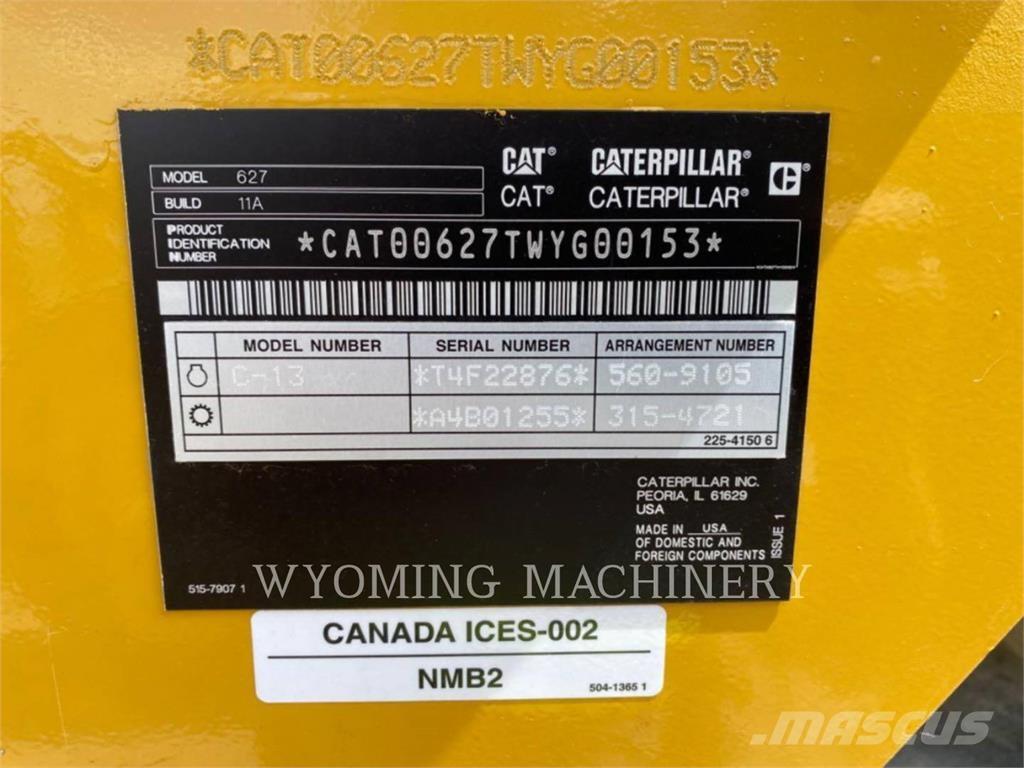 *CAT00627TWYG00153*
MODEL 627
BUILD 11A
CAT® CATERPILLAR®
CAT® CATERPILLAR®
PRODUCT
IDENTIFICATION
NUMBER
*CAT00627TWYG00153*
MODEL NUMBER SERIAL NUMBER ARRANGEMENT NUMBER
C-13 *T4F22876* 560-9105
*A4B01255* 315-4721
225-4150 6
CATERPILLAR INC.
PEORIA, IL 61629
USA
MADE IN USA
OF DOMESTIC AND
FOREIGN COMPONENTS
ISSUE 1
515-7907 1
WYOMING MACHINERY
CANADA ICES-002
NMB2
504-1365 1
MASCUS